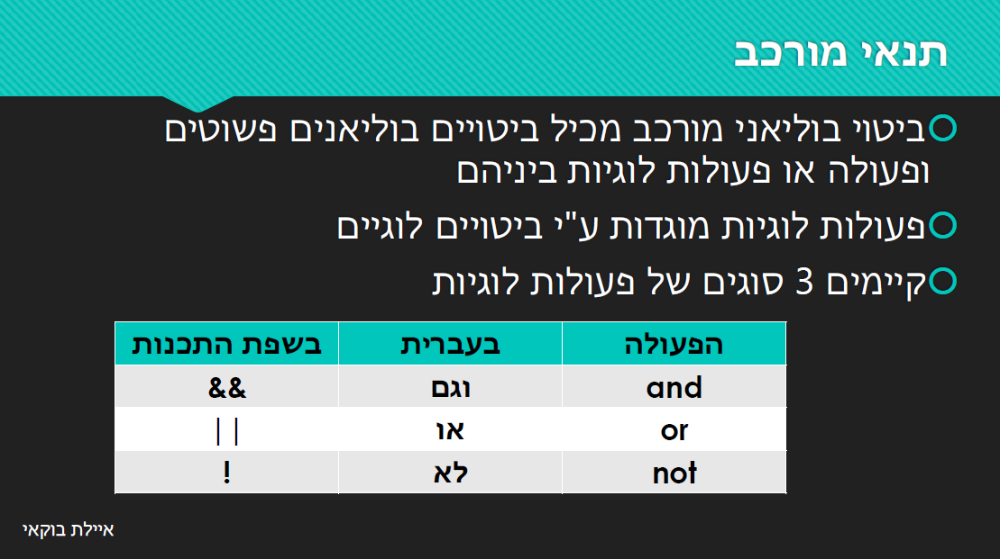 תנאי מורכב
ביטוי בוליאני מורכב מכיל ביטויים בוליאנים פשוטים
ופעולה או פעולות לוגיות ביניהם
פעולות לוגיות מוגדות ע"י ביטויים לוגיים
קיימים 3 סוגים של פעולות לוגיות
הפעולה בעברית בשפת התכנות
and וגם &&
or או ||
not לא !
איילת בוקאי